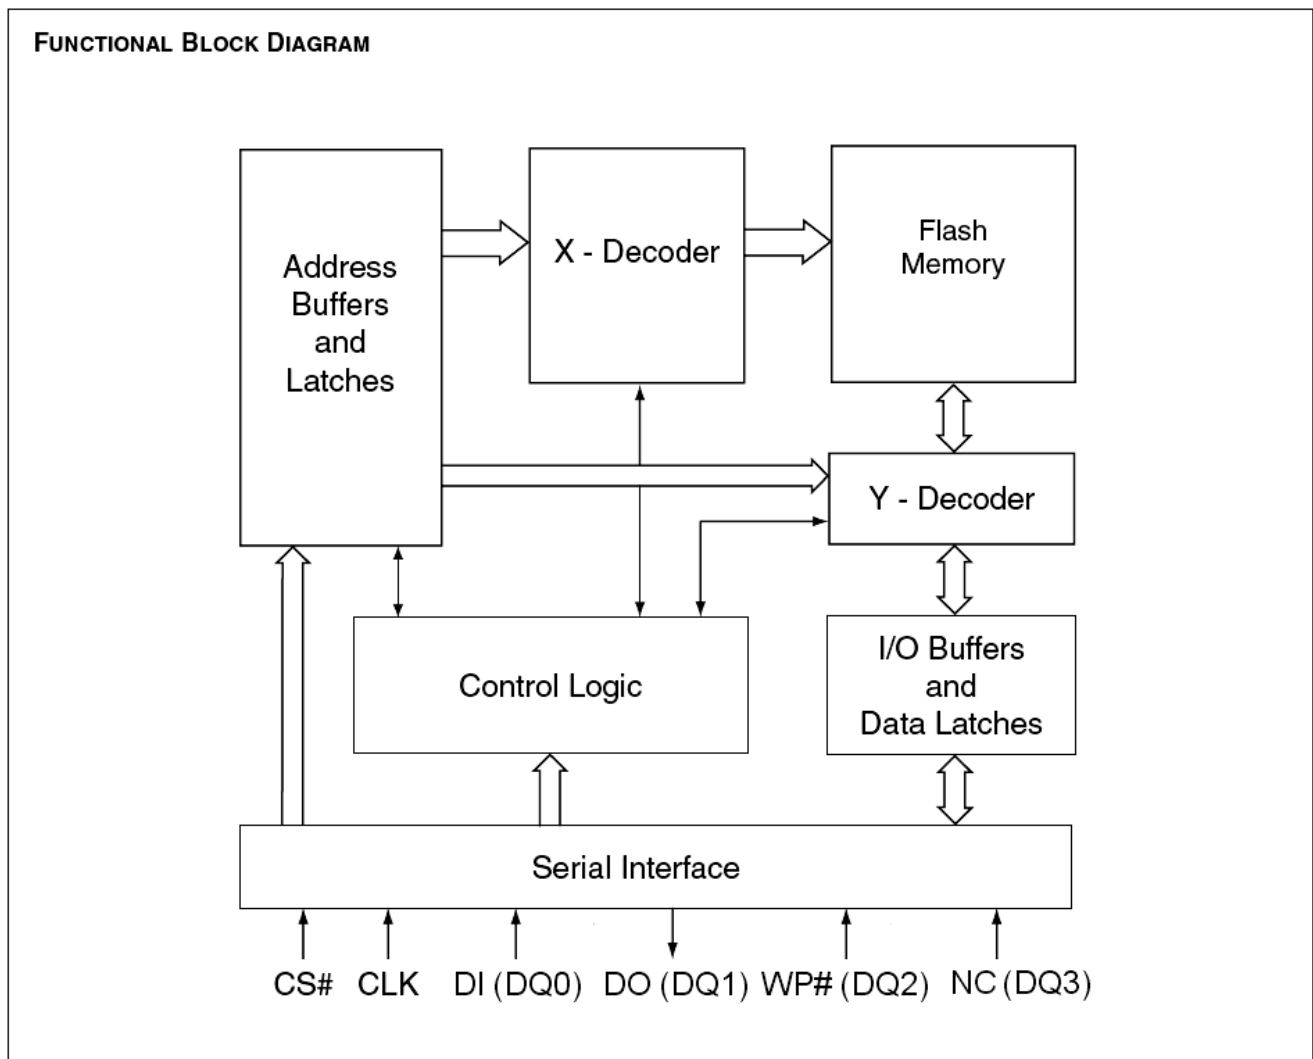 FUNCTIONAL BLOCK DIAGRAM
Address
Buffers
and
Latches
X - Decoder
Flash
Memory
Y - Decoder
Control Logic
I/O Buffers
and
Data Latches
Serial Interface
CS# CLK DI (DQ0) DO (DQ1) WP# (DQ2) NC (DQ3)